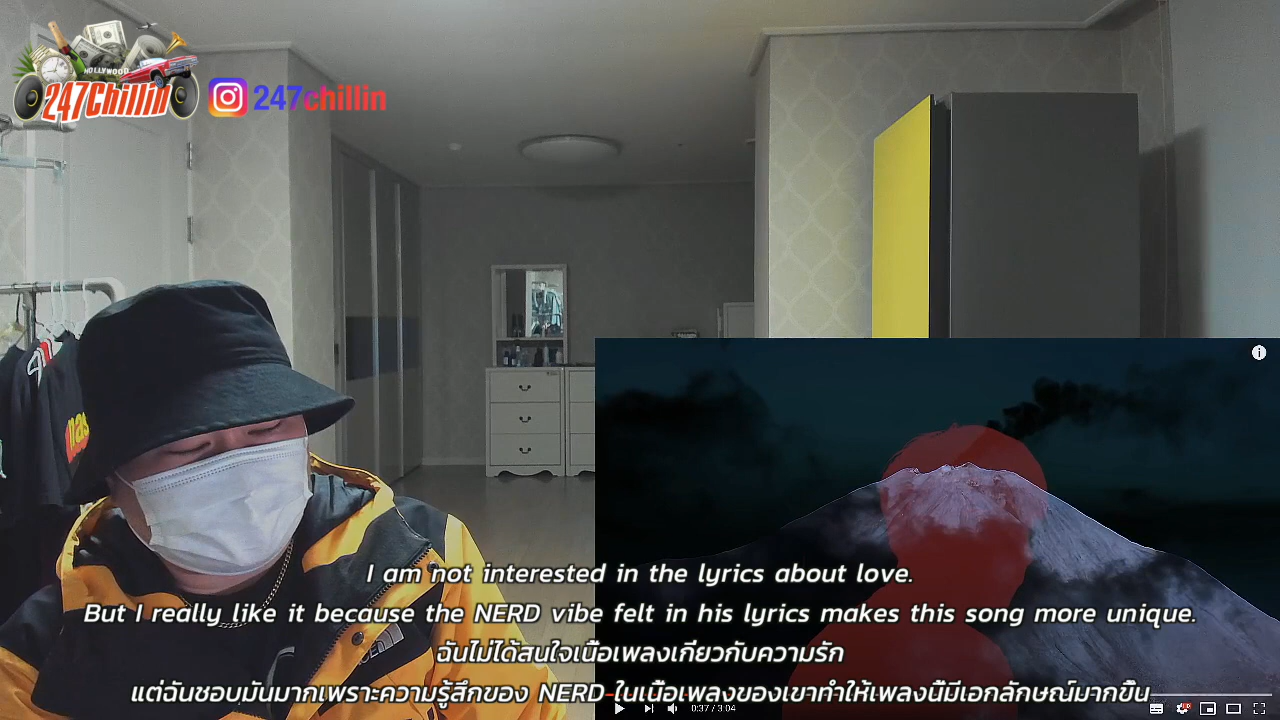 HOLLYWOOD
247Chillin
247chillin
nas
I am not interested in the lyrics about love.
But I really like it because the NERD vibe felt in his lyrics makes this song more unique.
ฉันไม่ได้สนใจเนื้อเพลงเกี่ยวกับความรัก
แต่ฉันชอบมันมากเพราะความรู้สึกของ NERD ในเนื้อเพลงของเขาทำให้เพลงนี้มีเอกลักษณ์มากขึ้น
0:37 / 3:04